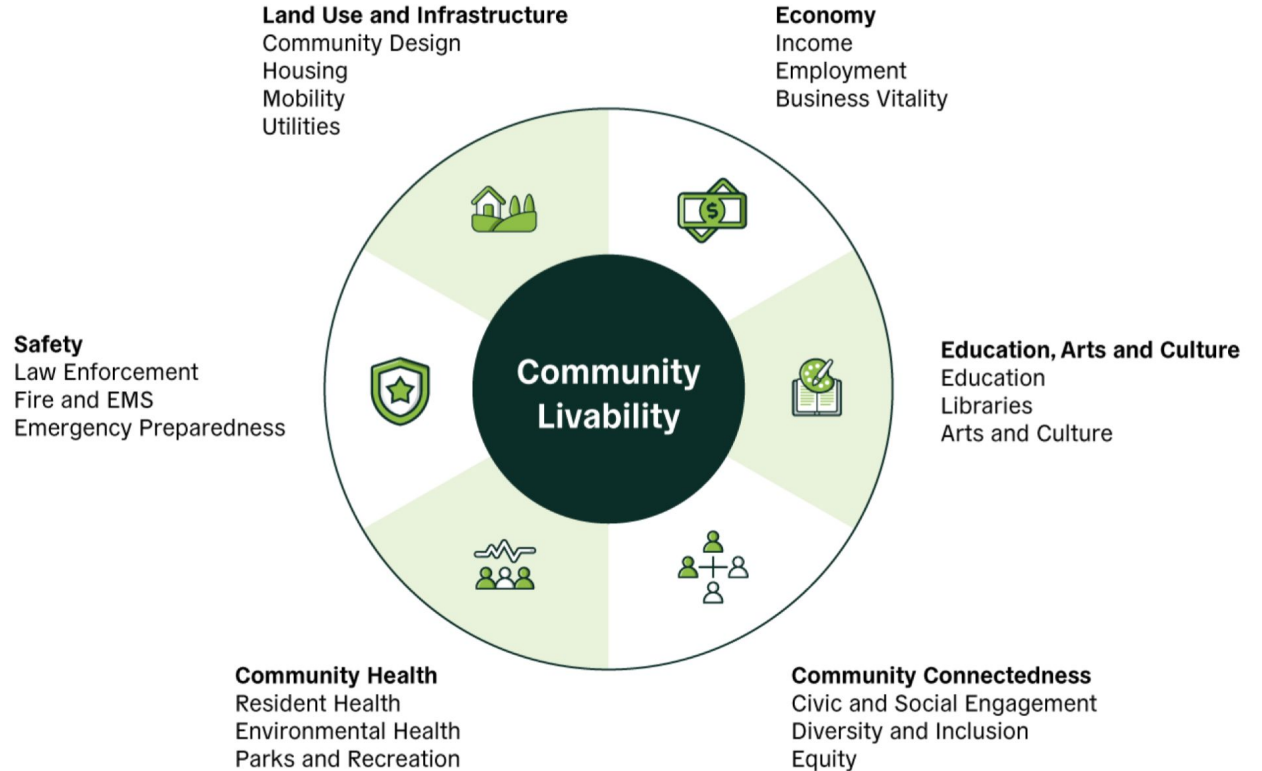 Land Use and Infrastructure
Community Design
Housing
Mobility
Utilities
Economy
Income
Employment
Business Vitality
Safety
Law Enforcement
Fire and EMS
Emergency Preparedness
$
Community
Livability
Education, Arts and Culture
Education
Libraries
Arts and Culture
Community Health
Resident Health
Environmental Health
Parks and Recreation
Community Connectedness
Civic and Social Engagement
Diversity and Inclusion
Equity